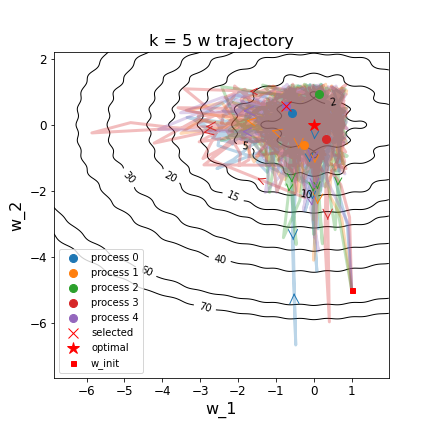 k = 5 w trajectory
2
0
−2
−4
−6
w_2
2
5
10
15
20
30
40
50
70
process 0
process 1
process 2
process 3
process 4
selected
optimal
w_init
−6 −5 −4 −3 −2 −1 0 1
w_1